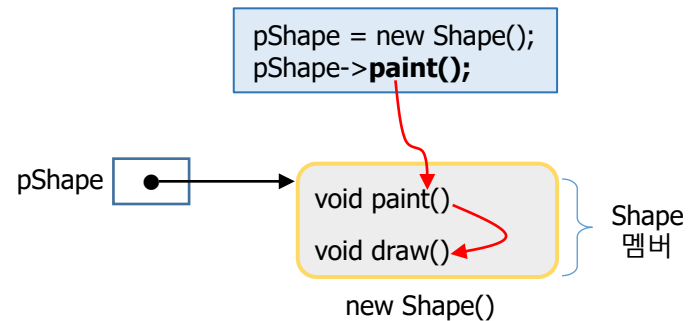 pShape = new Shape();
pShape->paint();
pShape
void paint()
void draw()
Shape
멤버
new Shape()